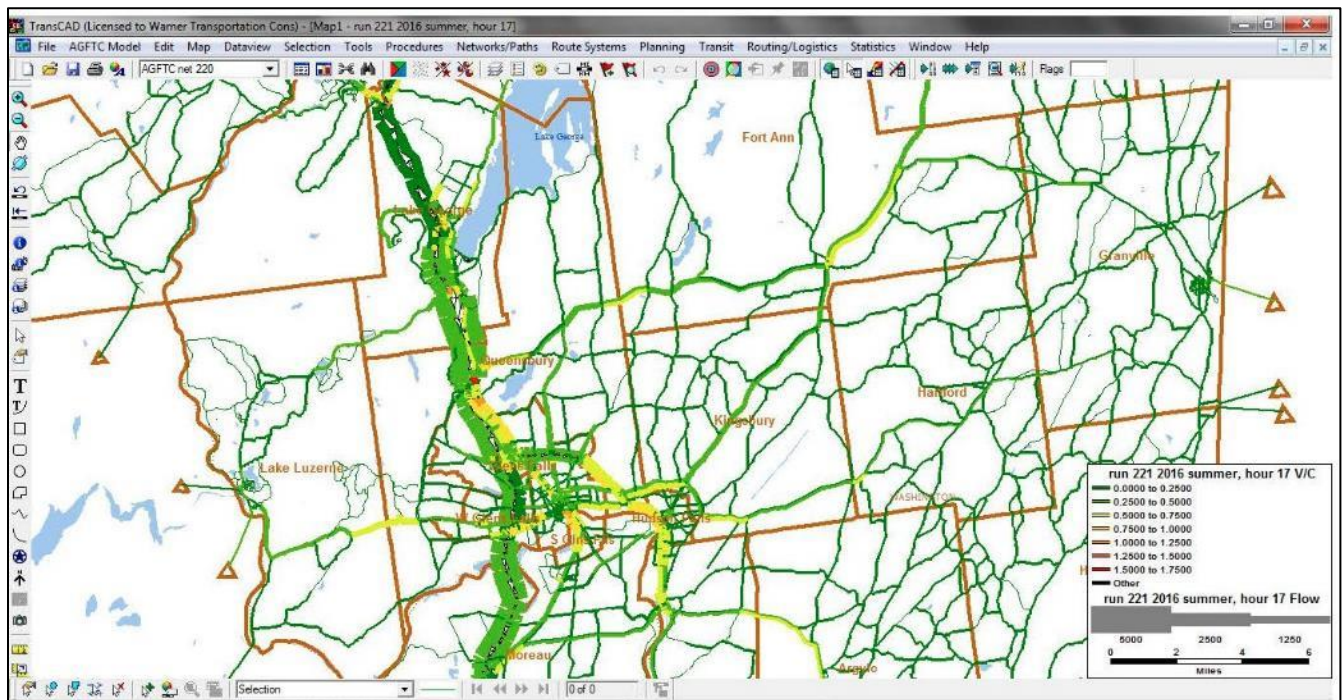 TransCAD (Licensed to Warner Transportation Cons) - [Map1 - run 221 2016 summer, hour 17]
File AGFTC Model Edit Map Dataview Selection Tools Procedures Networks/Paths Route Systems Planning Transit Routing/Logistics Statistics Window Help
AGFTC net 220
Flags
Lake George
Fort Ann
Granville
Queensbury
Hartford
Kingsbury
Lake Luzerne
WASHINGTON
Hudson Falls
S Glns Fls
Moreau
Argyle
run 221 2016 summer, hour 17 V/C
0.0000 to 0.2500
0.2500 to 0.5000
0.5000 to 0.7500
0.7500 to 1.0000
1.0000 to 1.2500
1.2500 to 1.5000
1.5000 to 1.7500
Other
run 221 2016 summer, hour 17 Flow
5000 2500 1250
0 2 4 6
Miles
Selection
0 of 0